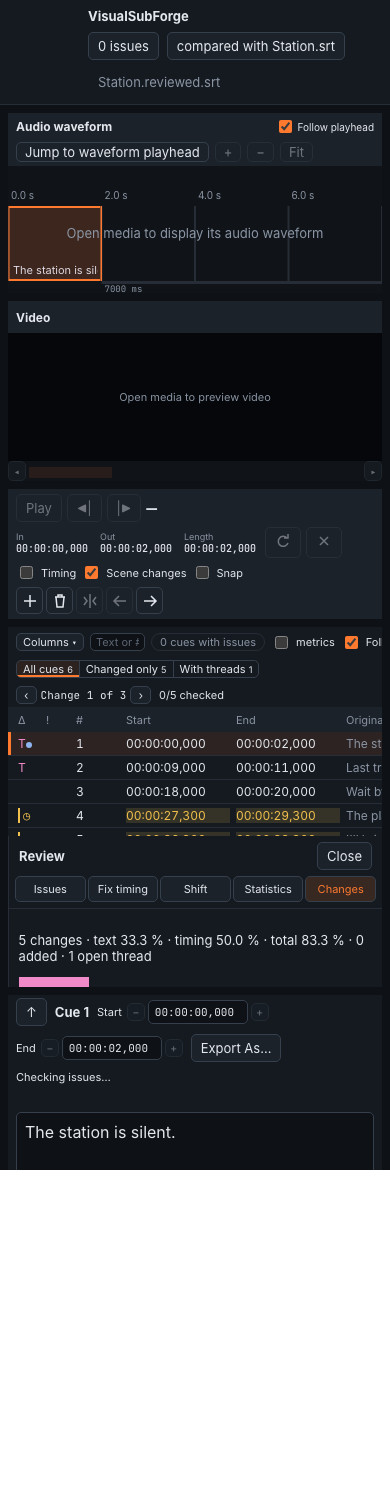 VisualSubForge
0 issues
compared with Station.srt
Station.reviewed.srt
Audio waveform
Follow playhead
Jump to waveform playhead
+
−
Fit
0.0 s
2.0 s
4.0 s
6.0 s
Open media to display its audio waveform
The station is sil
7000 ms
Video
Open media to preview video
Play
—
In
Out
Length
00:00:00,000
00:00:02,000
00:00:02,000
Timing
Scene changes
Snap
Columns
Text or
0 cues with issues
metrics
Foll
All cues 6
Changed only 5
With threads 1
Change 1 of 3
0/5 checked
Δ ! # Start End Origina
T 1 00:00:00,000 00:00:02,000 The st
T 2 00:00:09,000 00:00:11,000 Last tr
3 00:00:18,000 00:00:20,000 Wait b
4 00:00:27,300 00:00:29,300 The pl
Review
Close
Issues
Fix timing
Shift
Statistics
Changes
5 changes · text 33.3 % · timing 50.0 % · total 83.3 % · 0
added · 1 open thread
Cue 1
Start
−
00:00:00,000
+
End
−
00:00:02,000
+
Export As...
Checking issues...
The station is silent.